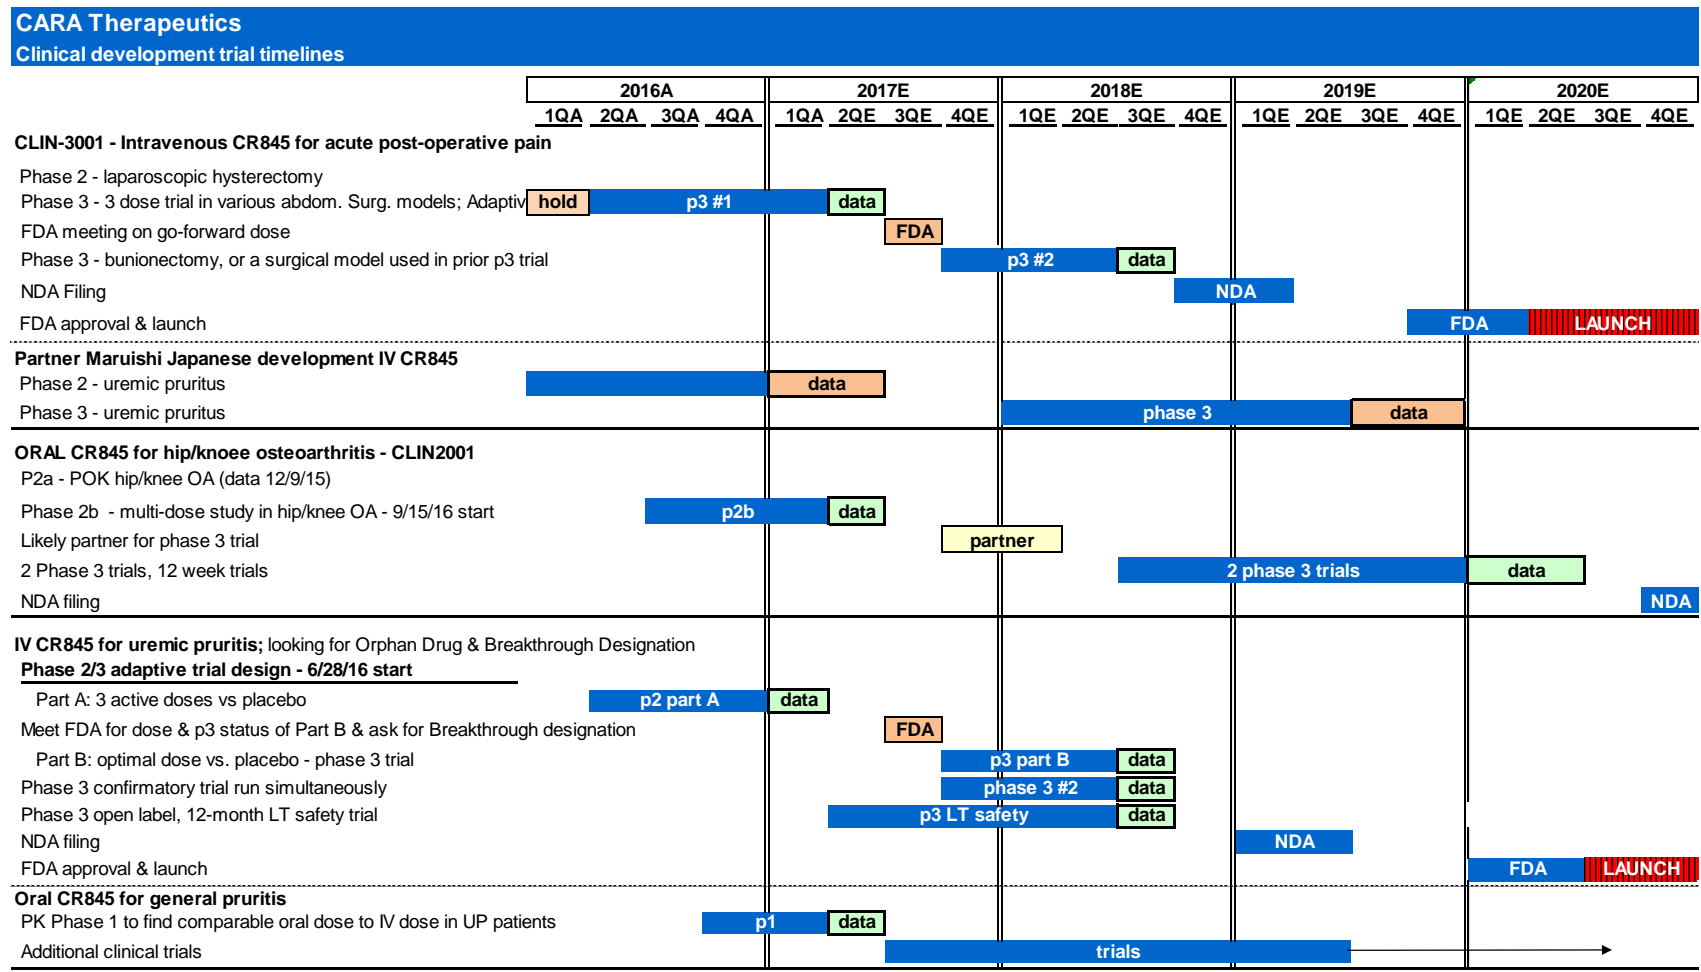 CARA Therapeutics
Clinical development trial timelines
2016A 2017E 2018E 2019E 2020E
1QA 2QA 3QA 4QA 1QA 2QE 3QE 4QE 1QE 2QE 3QE 4QE 1QE 2QE 3QE 4QE 1QE 2QE 3QE 4QE
CLIN-3001 - Intravenous CR845 for acute post-operative pain
Phase 2 - laparoscopic hysterectomy
Phase 3 - 3 dose trial in various abdom. Surg. models; Adaptiv hold p3 #1 data
FDA meeting on go-forward dose FDA
Phase 3 - bunionectomy, or a surgical model used in prior p3 trial p3 #2 data
NDA Filing NDA
FDA approval & launch FDA LAUNCH
Partner Maruishi Japanese development IV CR845
Phase 2 - uremic pruritus data
Phase 3 - uremic pruritus phase 3 data
ORAL CR845 for hip/knoee osteoarthritis - CLIN2001
P2a - POK hip/knee OA (data 12/9/15)
Phase 2b - multi-dose study in hip/knee OA - 9/15/16 start p2b data
Likely partner for phase 3 trial partner
2 Phase 3 trials, 12 week trials 2 phase 3 trials data
NDA filing NDA
IV CR845 for uremic pruritis; looking for Orphan Drug & Breakthrough Designation
Phase 2/3 adaptive trial design - 6/28/16 start
Part A: 3 active doses vs placebo p2 part A data
Meet FDA for dose & p3 status of Part B & ask for Breakthrough designation FDA
Part B: optimal dose vs. placebo - phase 3 trial p3 part B data
Phase 3 confirmatory trial run simultaneously phase 3 #2 data
Phase 3 open label, 12-month LT safety trial p3 LT safety data
NDA filing NDA
FDA approval & launch FDA LAUNCH
Oral CR845 for general pruritis
PK Phase 1 to find comparable oral dose to IV dose in UP patients p1 data
Additional clinical trials trials